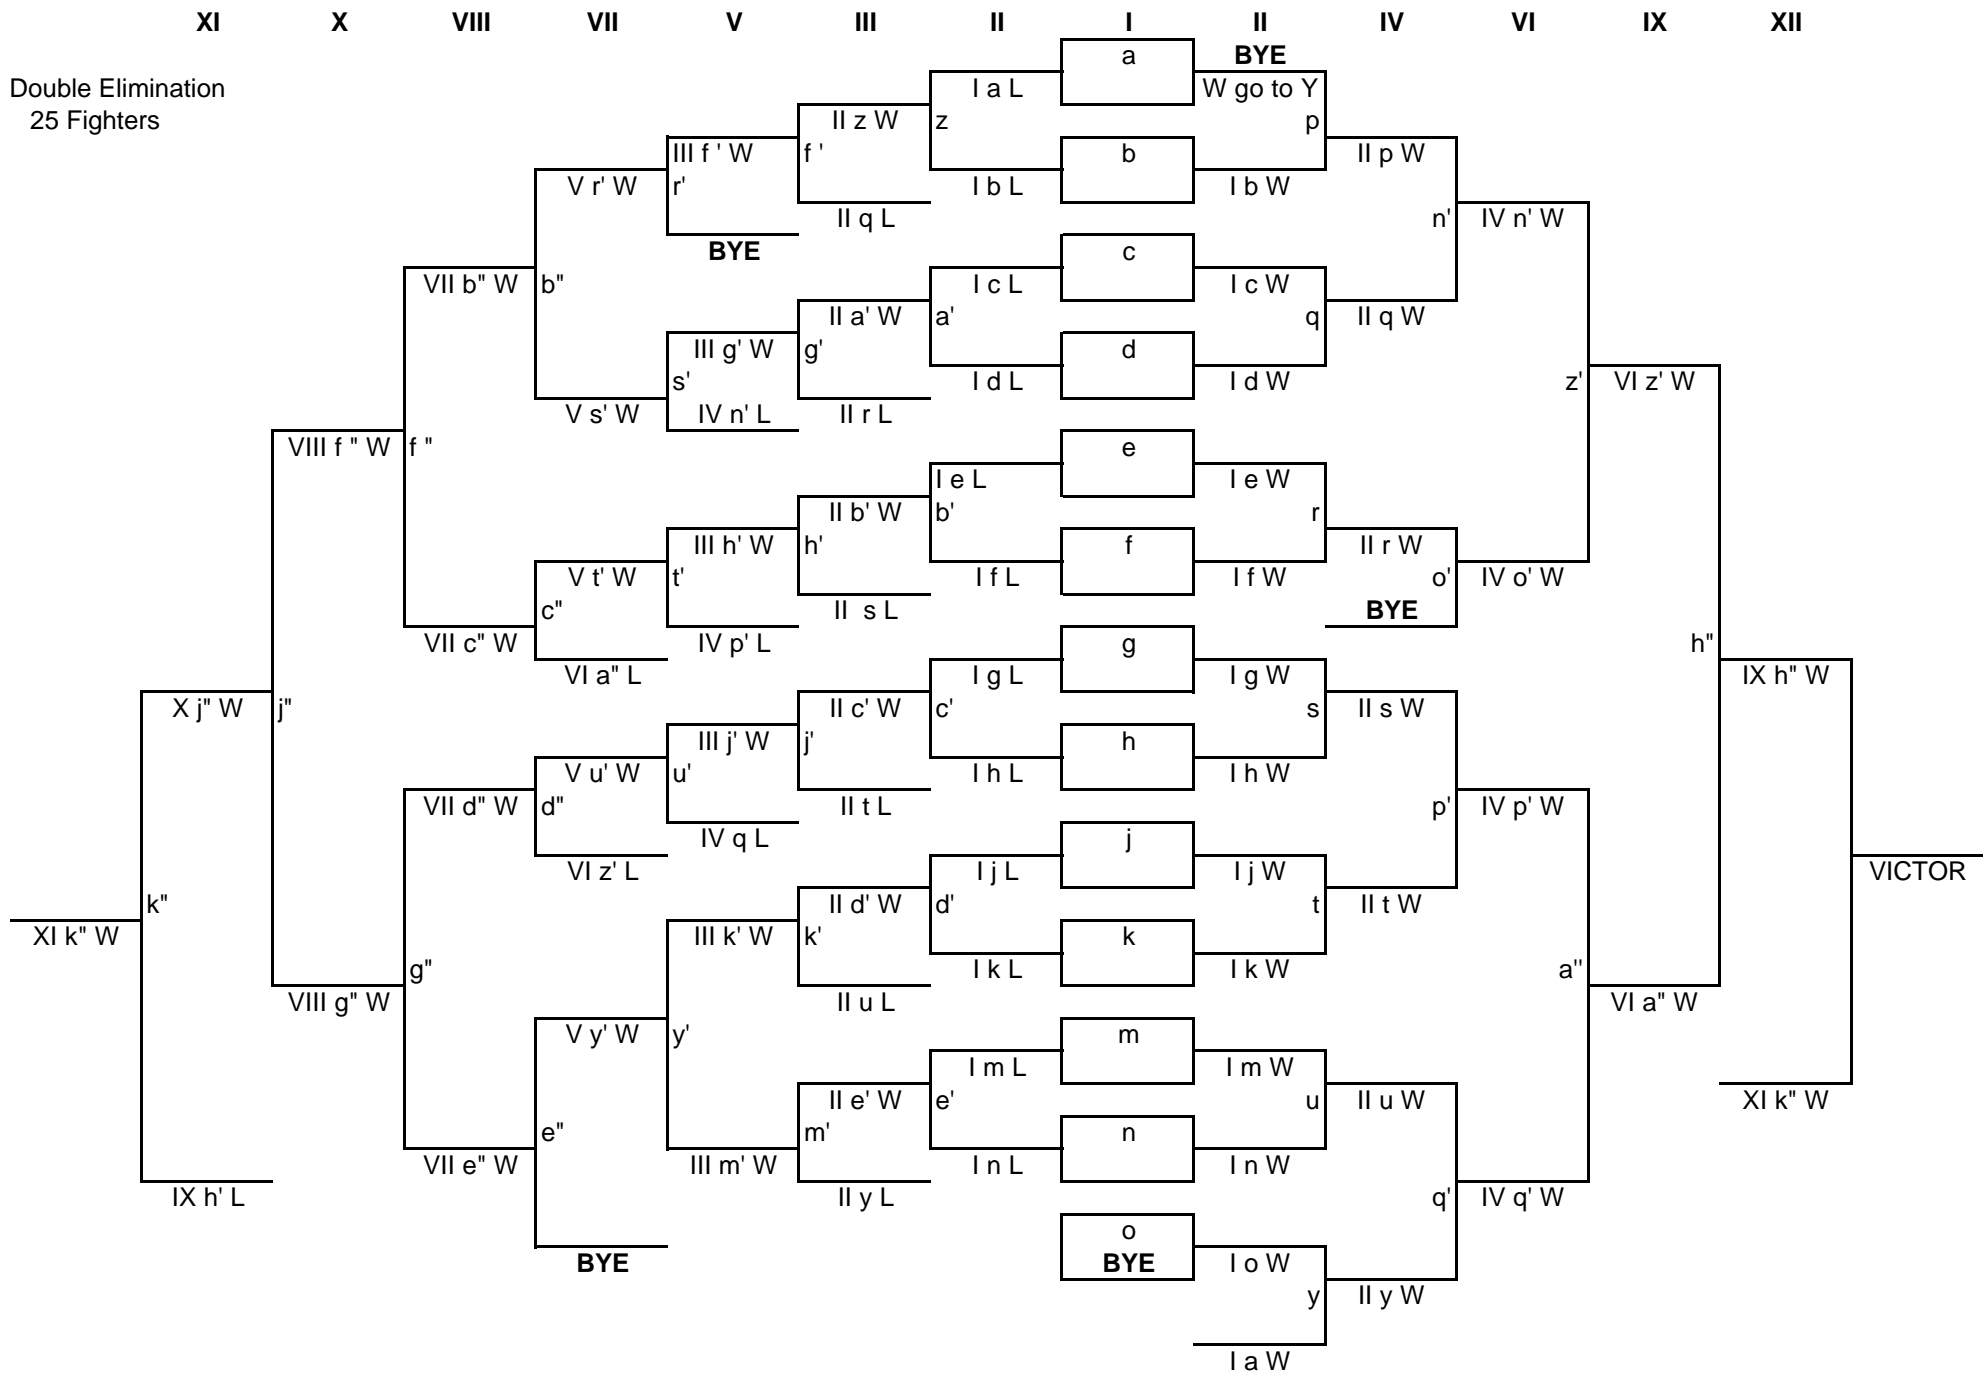 XI X VIII VII V III II I II IV VI IX XII
a BYE
Double Elimination I a L W go to Y
25 Fighters II z W z p
III f ' W f ' b II p W
V r' W r' I b L I b W
II q L n' IV n' W
BYE c
VII b" W b" I c L I c W
II a' W a' q II q W
III g' W g' d
s' I d L I d W z' VI z' W
V s' W IV n' L II r L
VIII f " W f " e
I e L I e W
II b' W b' r
III h' W h' f II r W
V t' W t' I f L I f W o' IV o' W
c" II s L BYE
VII c" W IV p' L g h"
VI a" L I g L I g W IX h" W
X j" W j" II c' W c' s II s W
III j' W j' h
V u' W u' I h L I h W
VII d" W d" II t L p' IV p' W
IV q L j
VI z' L I j L I j W VICTOR
k" II d' W d' t II t W
XI k" W III k' W k' k
g" I k L I k W a"
VIII g" W II u L VI a" W
V y' W y' m
I m L I m W
II e' W e' u II u W XI k" W
e" m' n
VII e" W III m' W I n L I n W
IX h' L II y L q' IV q' W
o
BYE BYE I o W
y II y W
I a W